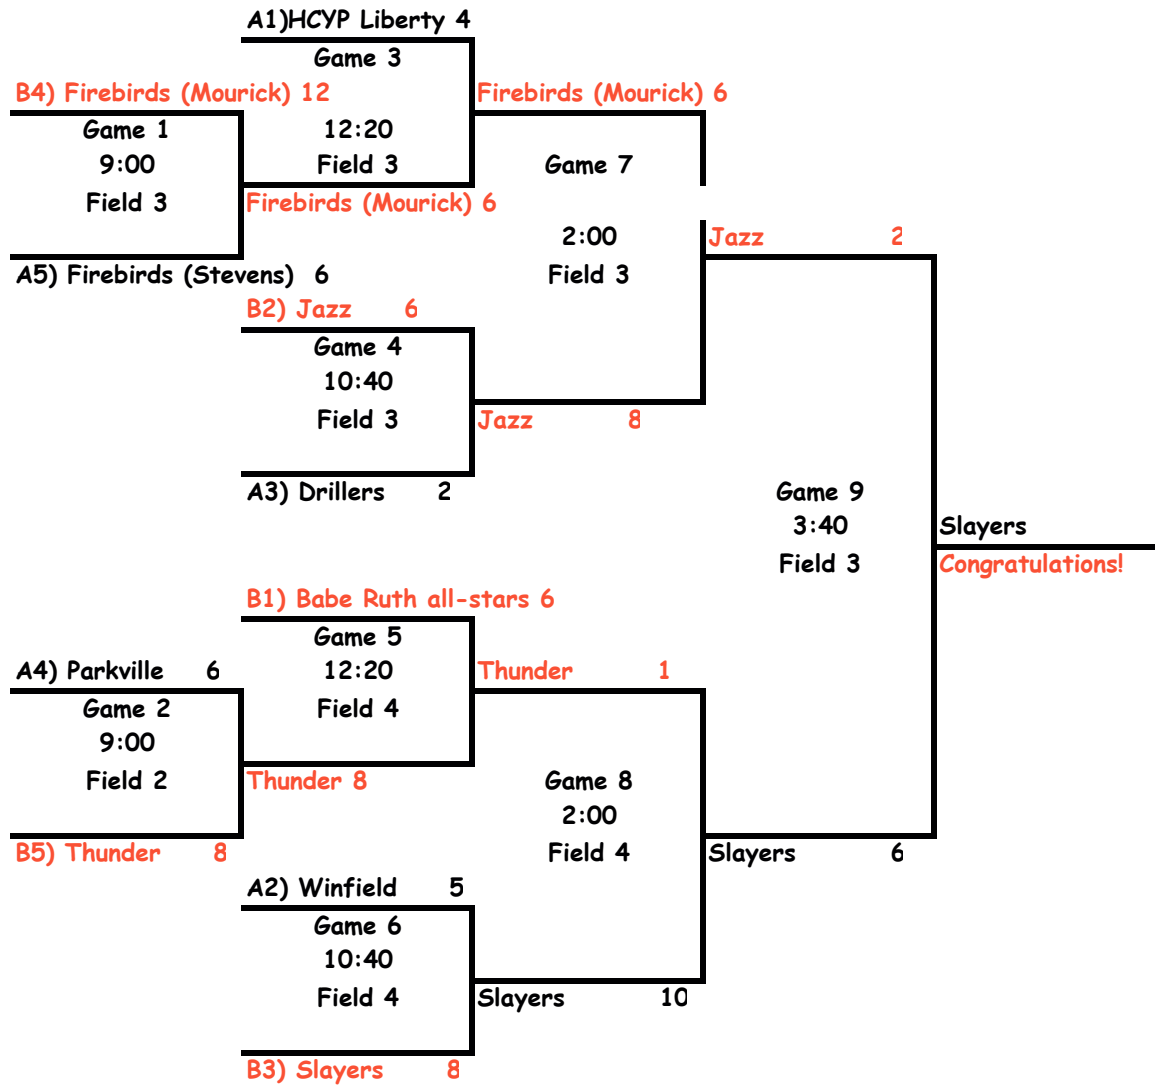 A1)HCYP Liberty 4
Game 3
B4) Firebirds (Mourick) 12
Firebirds (Mourick) 6
Game 1
12:20
9:00
Field 3
Game 7
Field 3
Firebirds (Mourick) 6
2:00
Jazz 2
A5) Firebirds (Stevens) 6
Field 3
B2) Jazz 6
Game 4
10:40
Field 3
Jazz 8
A3) Drillers 2
Game 9
3:40
Slayers
Field 3
Congratulations!
B1) Babe Ruth all-stars 6
Game 5
A4) Parkville 6
12:20
Thunder 1
Game 2
Field 4
9:00
Field 2
Thunder 8
Game 8
2:00
B5) Thunder 8
Field 4
Slayers 6
A2) Winfield 5
Game 6
10:40
Field 4
Slayers 10
B3) Slayers 8